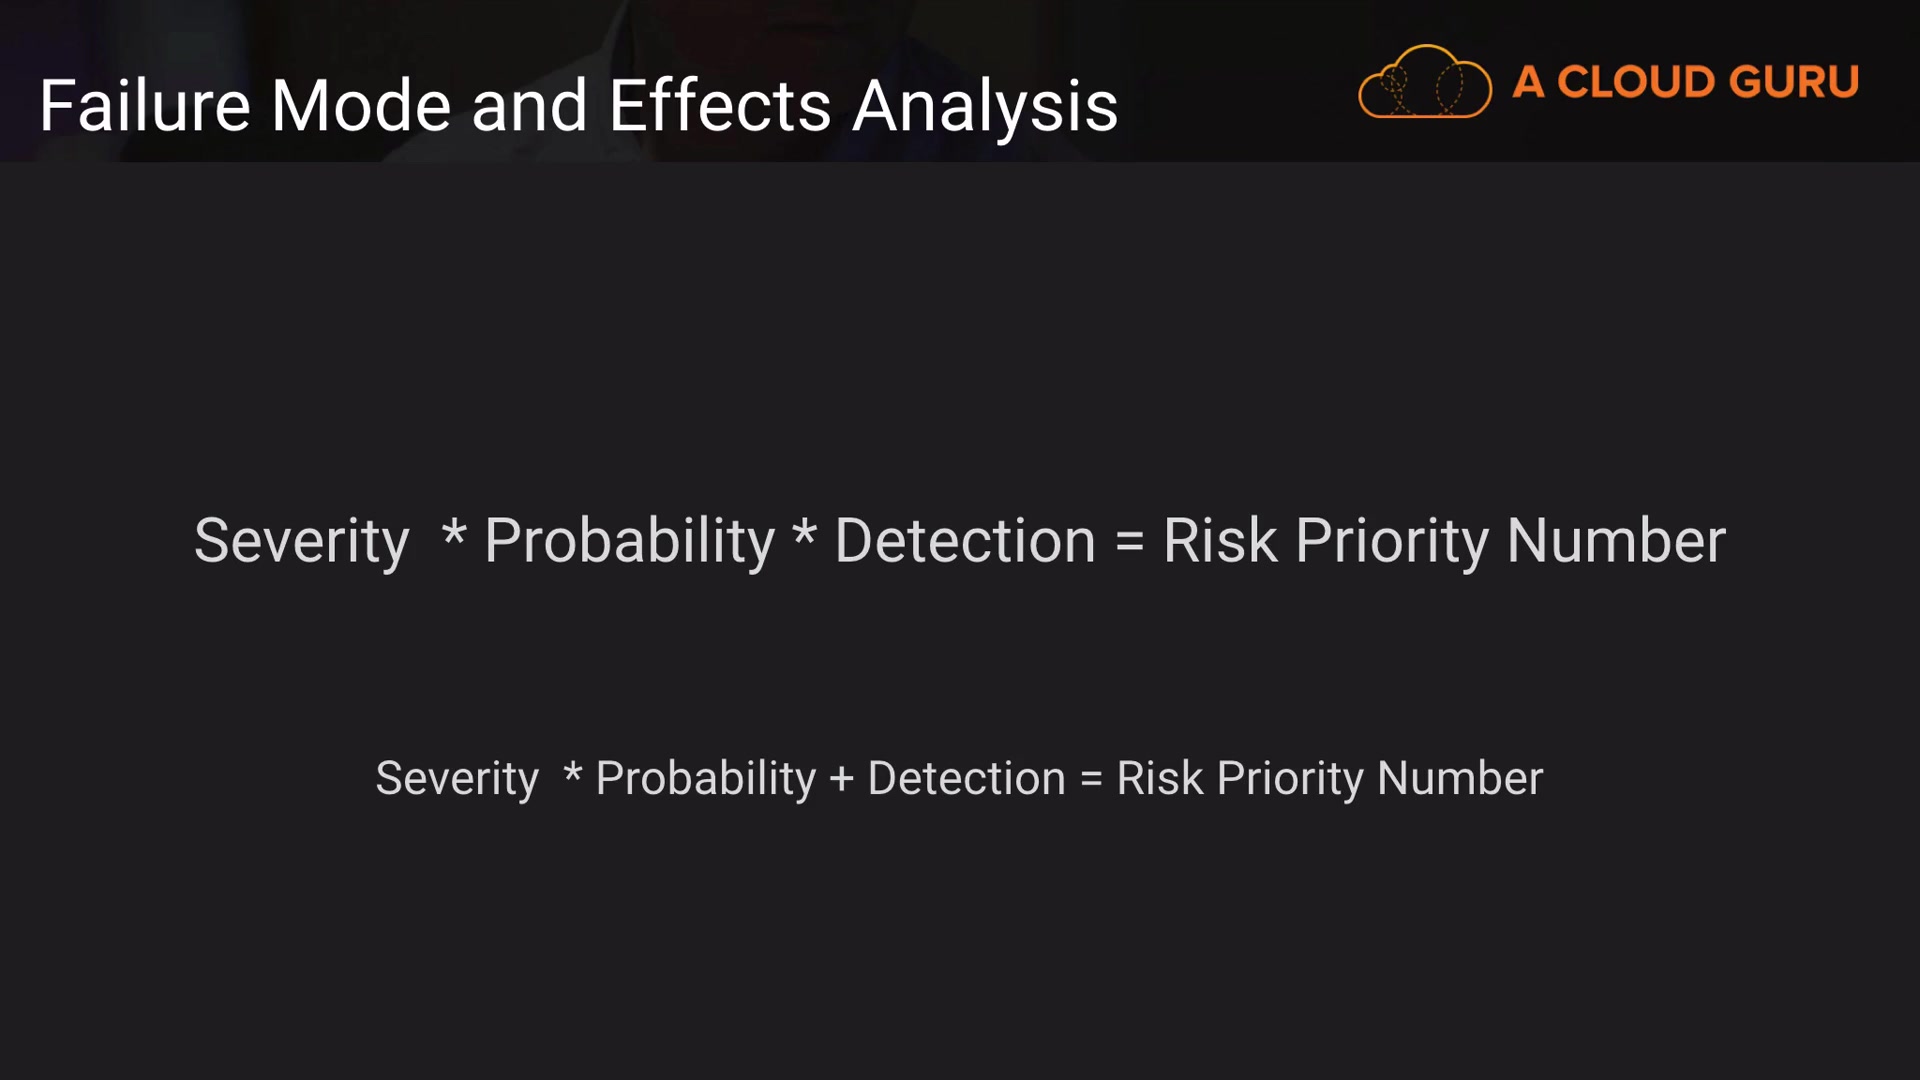 Failure Mode and Effects Analysis
A CLOUD GURU
Severity * Probability * Detection = Risk Priority Number
Severity * Probability + Detection = Risk Priority Number